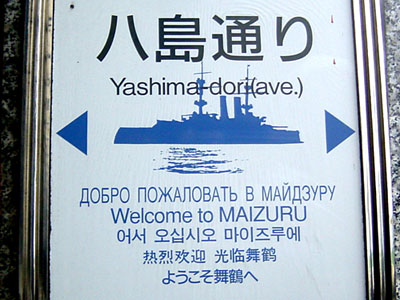 八島通り
Yashima-dori(ave.)
ДОБРО ПОЖАЛОВАТЬ В МАЙДЗУРУ
Welcome to MAIZURU
어서 오십시오 마이즈루에
热烈欢迎 光临舞鹤
ようこそ舞鶴へ